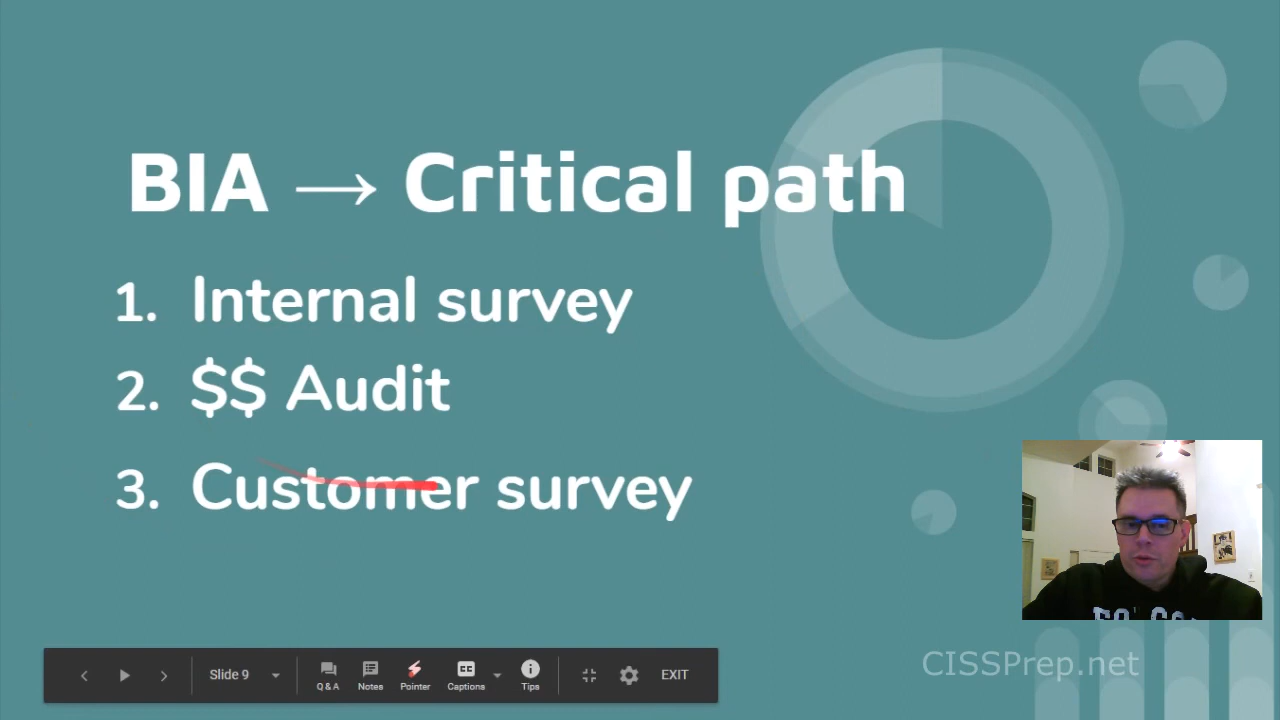 BIA → Critical path
1. Internal survey
2. $$ Audit
3. Customer survey
CISSPrep.net
Slide 9
Q&A
Notes
Pointer
CC
Captions
Tips
EXIT